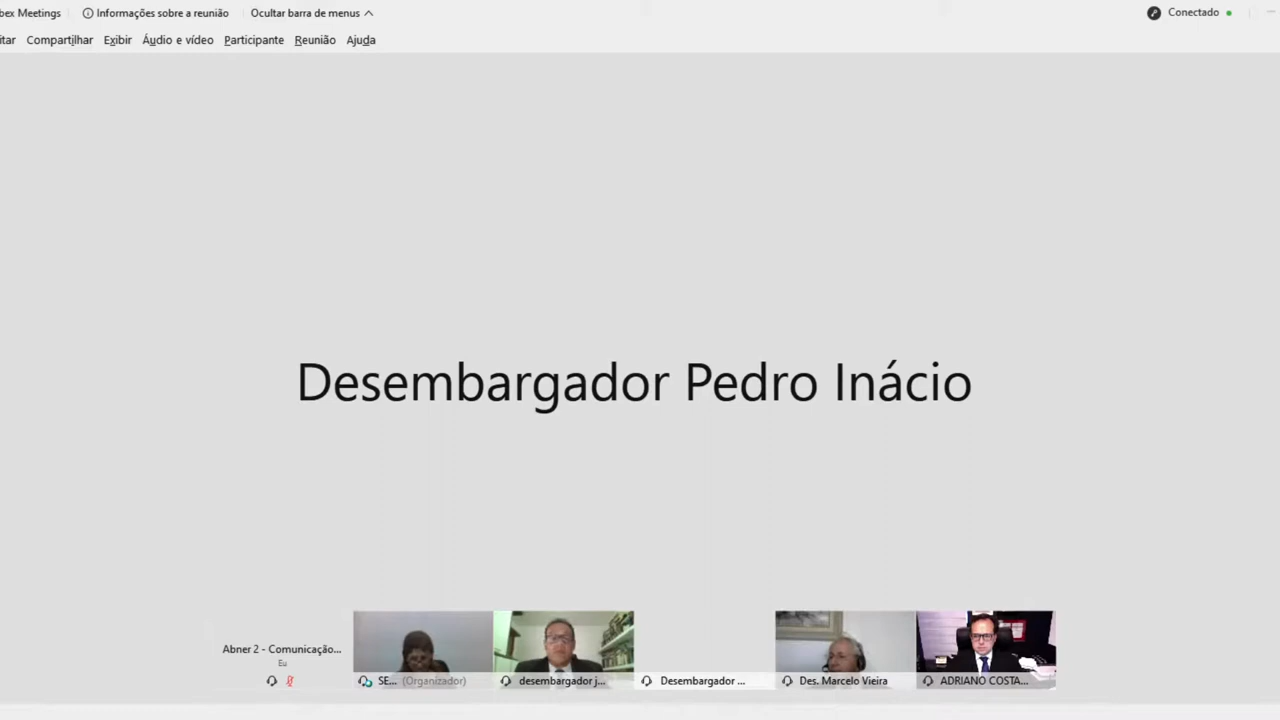 bex Meetings Informações sobre a reunião Ocultar barra de menus Conectado
itar Compartilhar Exibir Áudio e vídeo Participante Reunião Ajuda
Desembargador Pedro Inácio
Abner 2 - Comunicação...
Eu
SE... (Organizador) desembargador j... Desembargador ... Des. Marcelo Vieira ADRIANO COSTA...